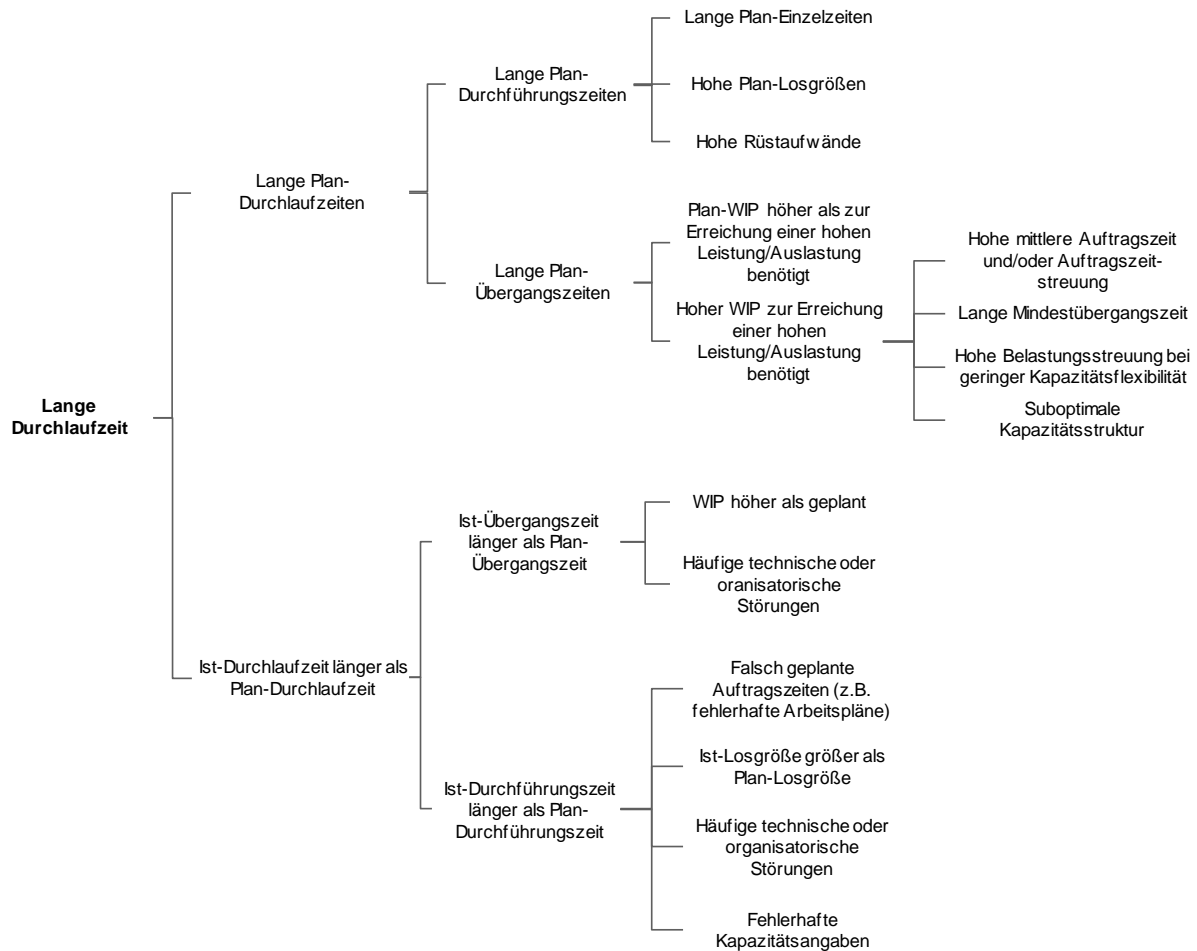 Lange
Durchlaufzeit
Lange Plan-
Durchlaufzeiten
Lange Plan-
Durchführungszeiten
Lange Plan-Einzelzeiten
Hohe Plan-Losgrößen
Hohe Rüstaufwände
Lange Plan-
Übergangszeiten
Plan-WIP höher als zur
Erreichung einer hohen
Leistung/Auslastung
benötigt
Hoher WIP zur Erreichung
einer hohen
Leistung/Auslastung
benötigt
Hohe mittlere Auftragszeit
und/oder Auftragszeit-
streuung
Lange Mindestübergangszeit
Hohe Belastungsstreuung bei
geringer Kapazitätsflexibilität
Suboptimale
Kapazitätsstruktur
Ist-Durchlaufzeit länger als
Plan-Durchlaufzeit
Ist-Übergangszeit
länger als Plan-
Übergangszeit
WIP höher als geplant
Häufige technische oder
oranisatorische
Störungen
Ist-Durchführungszeit
länger als Plan-
Durchführungszeit
Falsch geplante
Auftragszeiten (z.B.
fehlerhafte Arbeitspläne)
Ist-Losgröße größer als
Plan-Losgröße
Häufige technische oder
organisatorische
Störungen
Fehlerhafte
Kapazitätsangaben